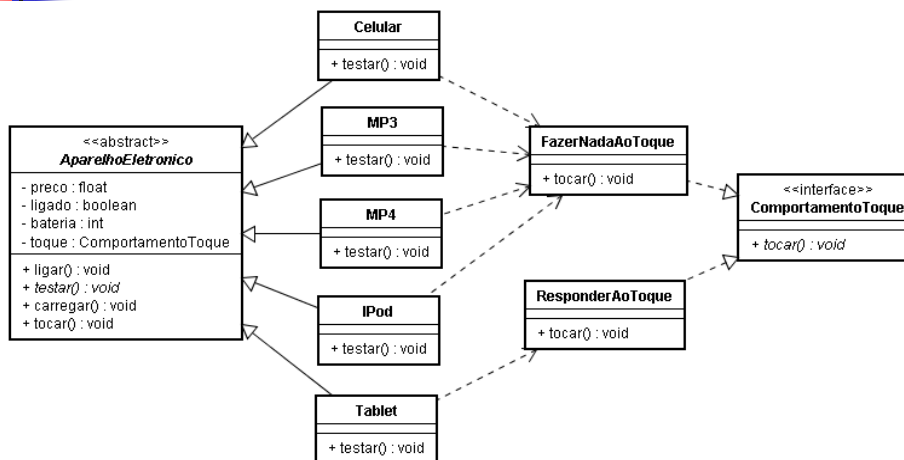 Celular
+ testar() : void
<<abstract>>
AparelhoEletronico
- preco : float
- ligado : boolean
- bateria : int
- toque : ComportamentoToque
+ ligar() : void
+ testar() : void
+ carregar() : void
+ tocar() : void
MP3
+ testar() : void
MP4
+ testar() : void
IPod
+ testar() : void
Tablet
+ testar() : void
FazerNadaAoToque
+ tocar() : void
ResponderAoToque
+ tocar() : void
<<interface>>
ComportamentoToque
+ tocar() : void